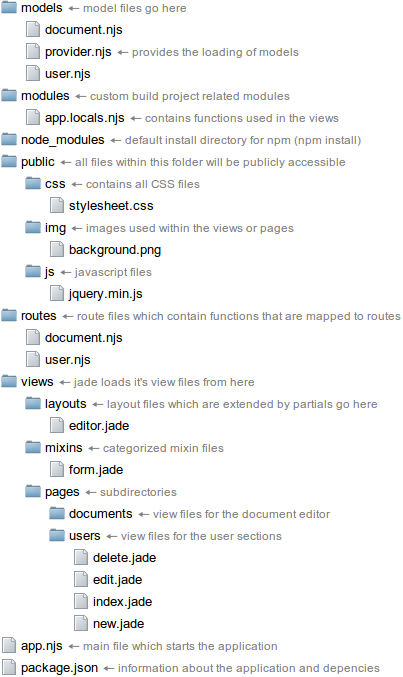 models ← model files go here
document.njs
provider.njs ← provides the loading of models
user.njs
modules ← custom build project related modules
app.locals.njs ← contains functions used in the views
node_modules ← default install directory for npm (npm install)
public ← all files within this folder will be publicly accessible
css ← contains all CSS files
stylesheet.css
img ← images used within the views or pages
background.png
js ← javascript files
jquery.min.js
routes ← route files which contain functions that are mapped to routes
document.njs
user.njs
views ← jade loads it's view files from here
layouts ← layout files which are extended by partials go here
editor.jade
mixins ← categorized mixin files
form.jade
pages ← subdirectories
documents ← view files for the document editor
users ← view files for the user sections
delete.jade
edit.jade
index.jade
new.jade
app.njs ← main file which starts the application
package.json ← information about the application and depencies